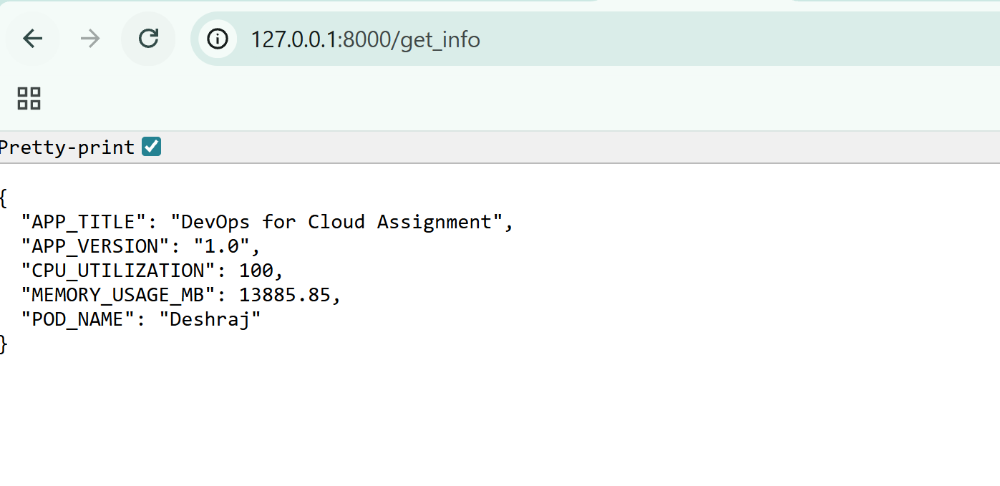 127.0.0.1:8000/get_info
Pretty-print
{
  "APP_TITLE": "DevOps for Cloud Assignment",
  "APP_VERSION": "1.0",
  "CPU_UTILIZATION": 100,
  "MEMORY_USAGE_MB": 13885.85,
  "POD_NAME": "Deshraj"
}